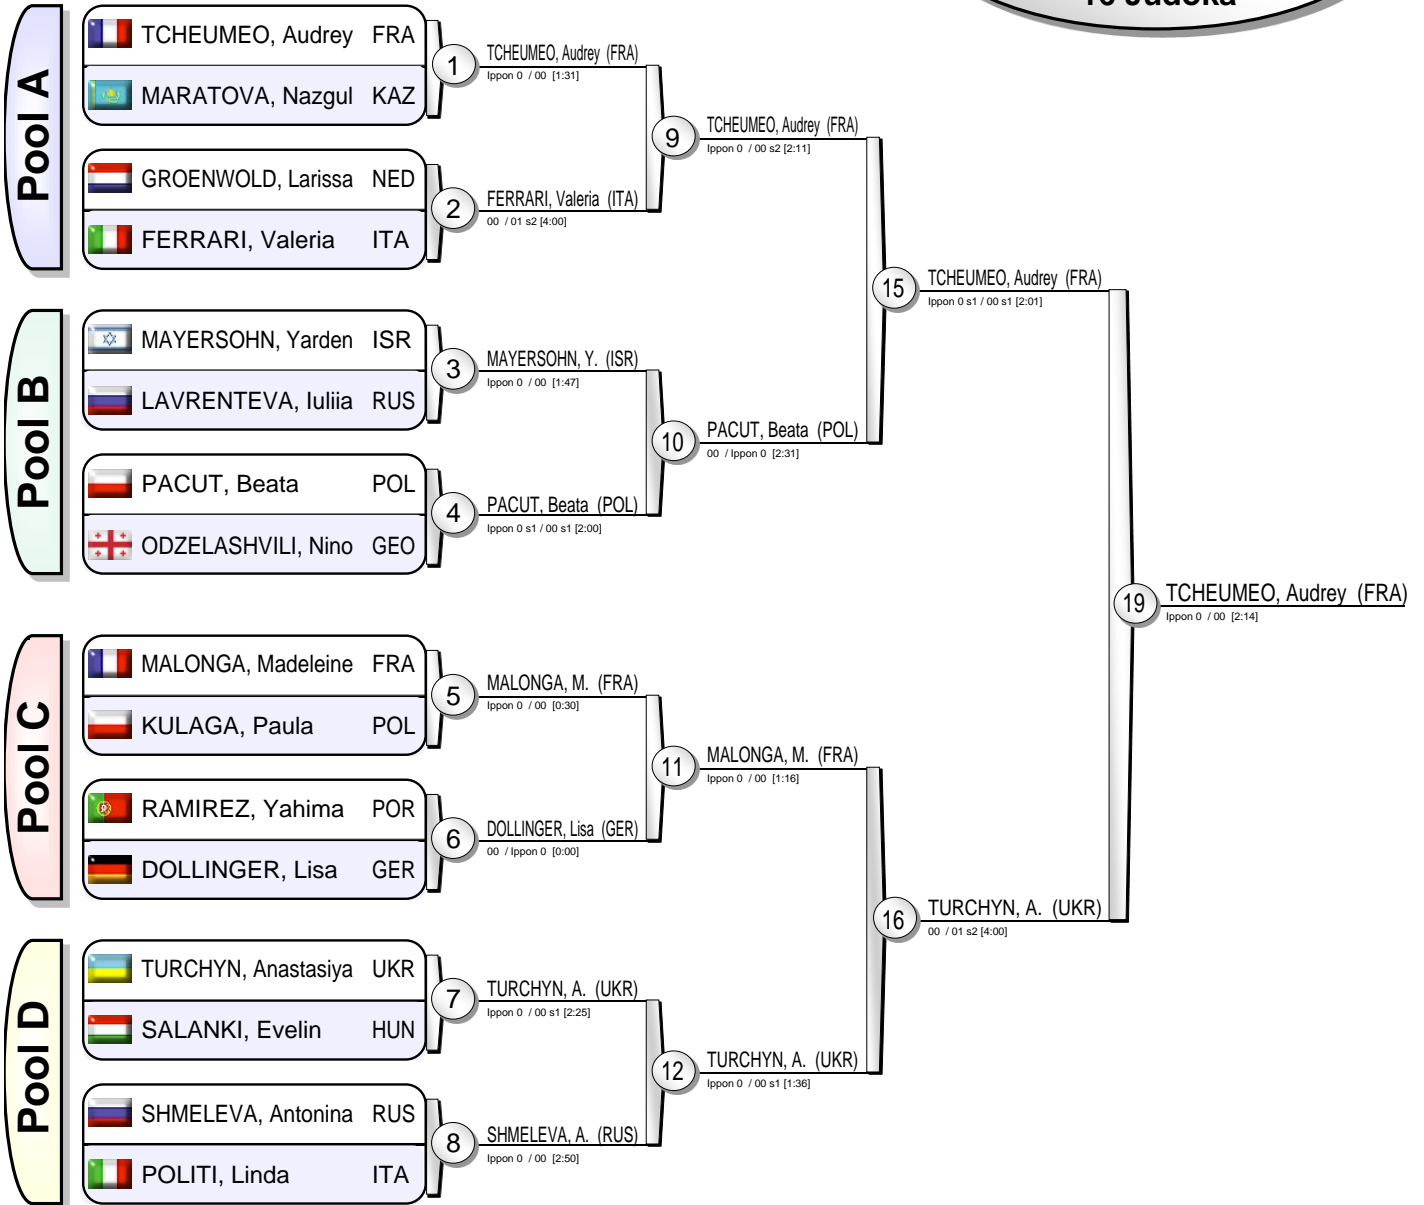 16 Judoka
Pool A
TCHEUMEO, Audrey FRA
MARATOVA, Nazgul KAZ
GROENWOLD, Larissa NED
FERRARI, Valeria ITA
Pool B
MAYERSOHN, Yarden ISR
LAVRENTEVA, Iuliia RUS
PACUT, Beata POL
ODZELASHVILI, Nino GEO
Pool C
MALONGA, Madeleine FRA
KULAGA, Paula POL
RAMIREZ, Yahima POR
DOLLINGER, Lisa GER
Pool D
TURCHYN, Anastasiya UKR
SALANKI, Evelin HUN
SHMELEVA, Antonina RUS
POLITI, Linda ITA
1
TCHEUMEO, Audrey (FRA)
Ippon 0 / 00 [1:31]
2
FERRARI, Valeria (ITA)
00 / 01 s2 [4:00]
3
MAYERSOHN, Y. (ISR)
Ippon 0 / 00 [1:47]
4
PACUT, Beata (POL)
Ippon 0 s1 / 00 s1 [2:00]
5
MALONGA, M. (FRA)
Ippon 0 / 00 [0:30]
6
DOLLINGER, Lisa (GER)
00 / Ippon 0 [0:00]
7
TURCHYN, A. (UKR)
Ippon 0 / 00 s1 [2:25]
8
SHMELEVA, A. (RUS)
Ippon 0 / 00 [2:50]
9
TCHEUMEO, Audrey (FRA)
Ippon 0 / 00 s2 [2:11]
10
PACUT, Beata (POL)
00 / Ippon 0 [2:31]
11
MALONGA, M. (FRA)
Ippon 0 / 00 [1:16]
12
TURCHYN, A. (UKR)
Ippon 0 / 00 s1 [1:36]
15
TCHEUMEO, Audrey (FRA)
Ippon 0 s1 / 00 s1 [2:01]
16
TURCHYN, A. (UKR)
00 / 01 s2 [4:00]
19
TCHEUMEO, Audrey (FRA)
Ippon 0 / 00 [2:14]